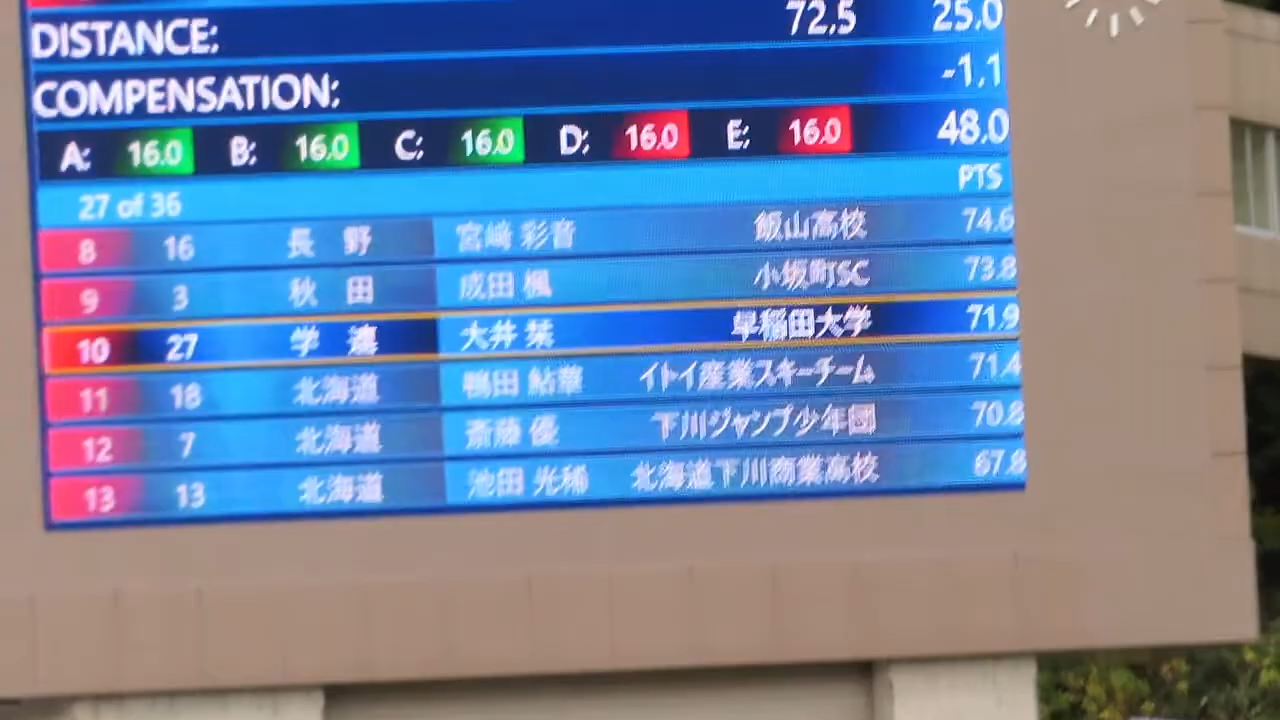 DISTANCE: 72.5 25.0
COMPENSATION: -1.1
A: 16.0 B: 16.0 C: 16.0 D: 16.0 E: 16.0 48.0
27 of 36 PTS
8 16 長 野 宮﨑 彩音 飯山高校 74.6
9 3 秋 田 成田 楓 小坂町SC 73.8
10 27 学 連 大井 栞 早稲田大学 71.9
11 18 北海道 鴨田 鮎華 イトイ産業スキーチーム 71.4
12 7 北海道 斎藤 優 下川ジャンプ少年団 70.8
13 13 北海道 池田 光稀 北海道下川商業高校 67.8